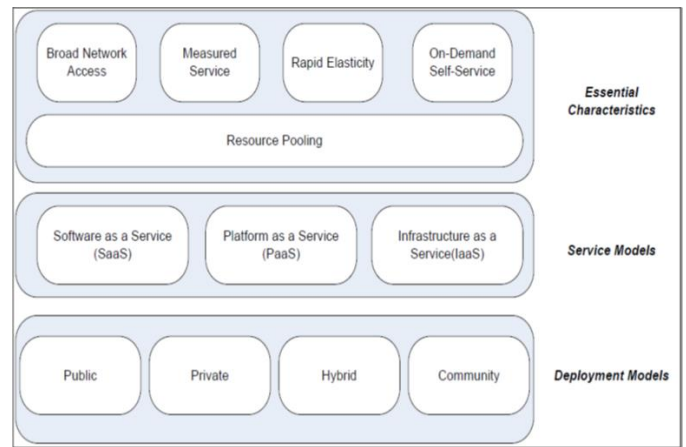 Broad Network
Access
Measured
Service
Rapid Elasticity
On-Demand
Self-Service
Essential
Characteristics
Resource Pooling
Software as a Service
(SaaS)
Platform as a Service
(PaaS)
Infrastructure as a
Service(IaaS)
Service Models
Public
Private
Hybrid
Community
Deployment Models